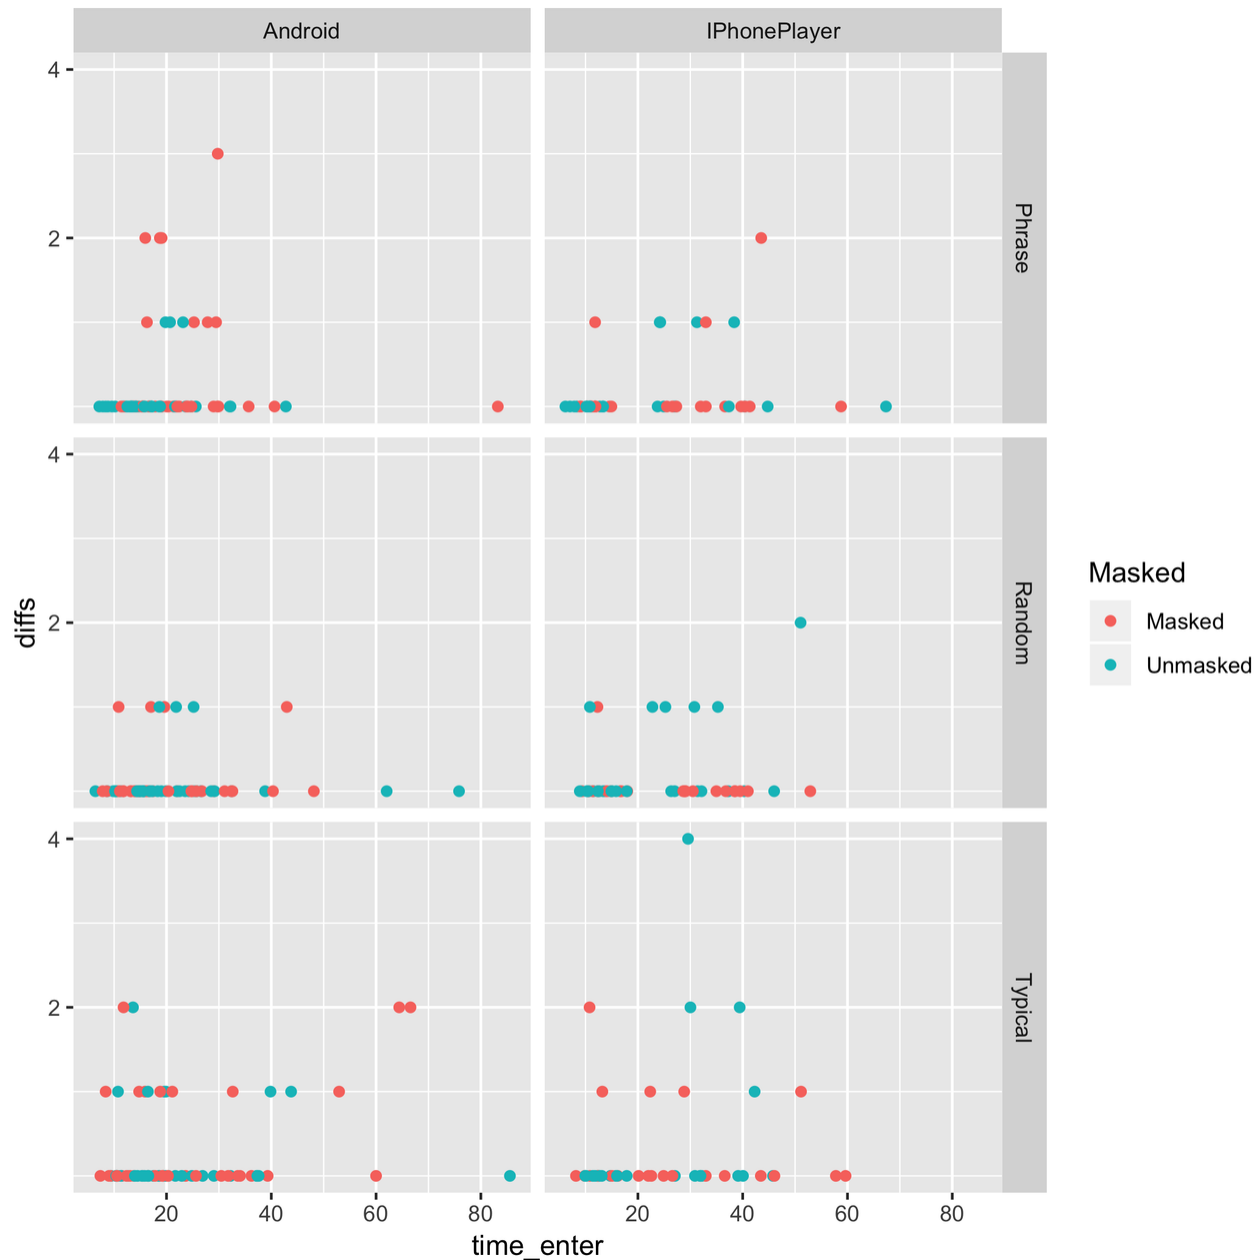 Android IPhonePlayer
4
2
Phrase
4
2
Random
4
2
Typical
diffs
20 40 60 80 20 40 60 80
time_enter
Masked
Masked
Unmasked